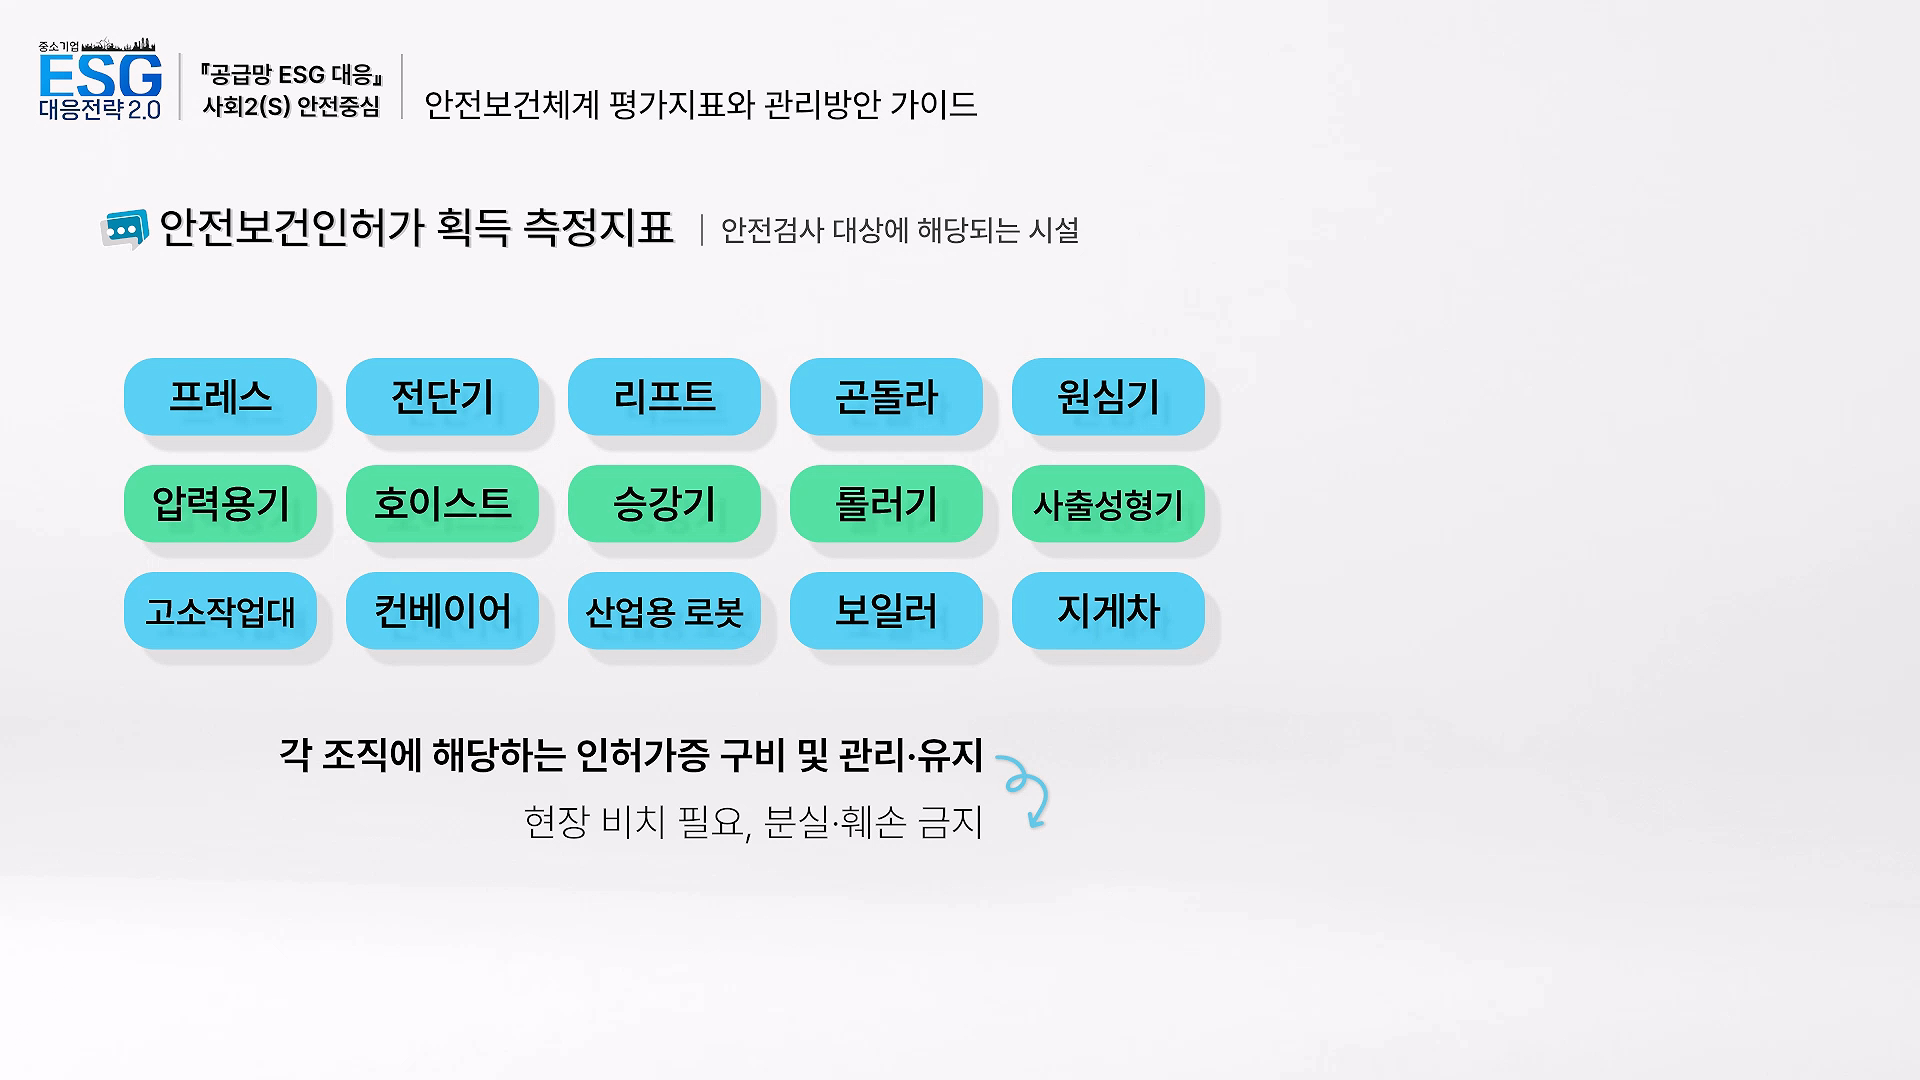 중소기업
ESG
대응전략 2.0
『공급망 ESG 대응』
사회2(S) 안전중심
안전보건체계 평가지표와 관리방안 가이드
안전보건인허가 획득 측정지표
안전검사 대상에 해당되는 시설
프레스 전단기 리프트 곤돌라 원심기
압력용기 호이스트 승강기 롤러기 사출성형기
고소작업대 컨베이어 산업용 로봇 보일러 지게차
각 조직에 해당하는 인허가증 구비 및 관리·유지
현장 비치 필요, 분실·훼손 금지